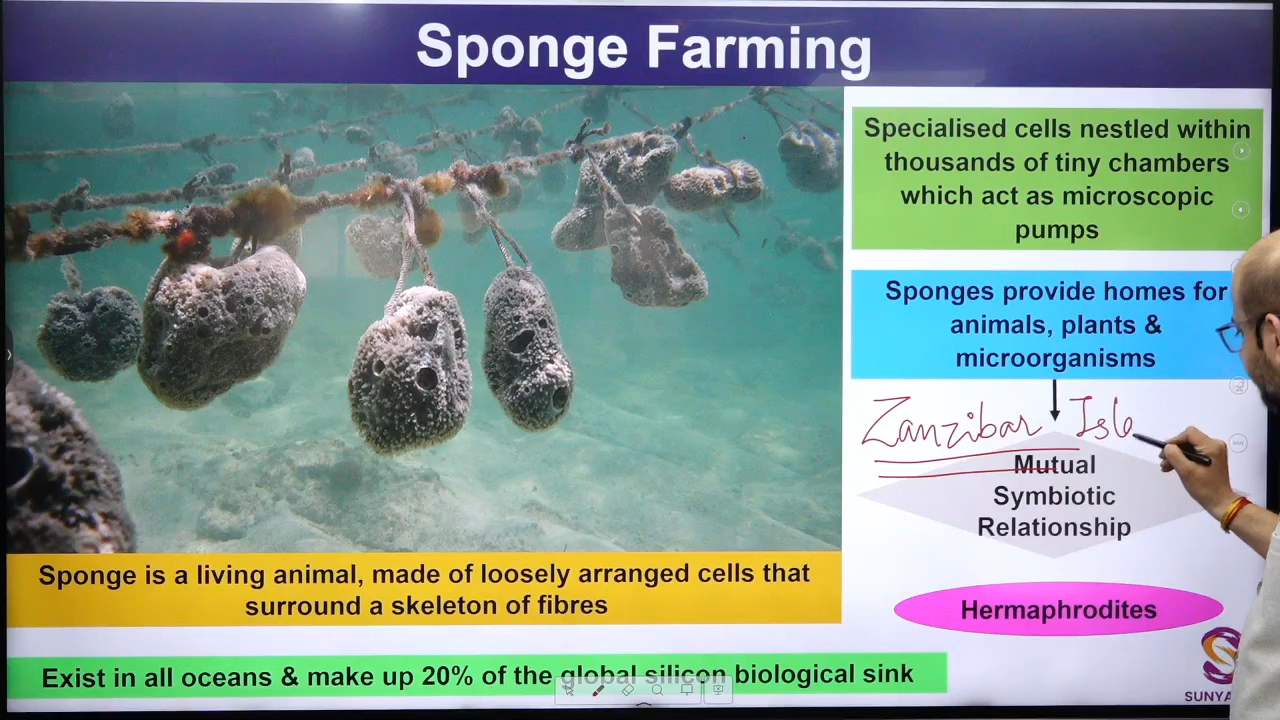 Sponge Farming
Specialised cells nestled within
thousands of tiny chambers
which act as microscopic
pumps
Sponges provide homes for
animals, plants &
microorganisms
Zanzibar Isl
Mutual
Symbiotic
Relationship
Hermaphrodites
Sponge is a living animal, made of loosely arranged cells that
surround a skeleton of fibres
Exist in all oceans & make up 20% of the global silicon biological sink
SUNYA